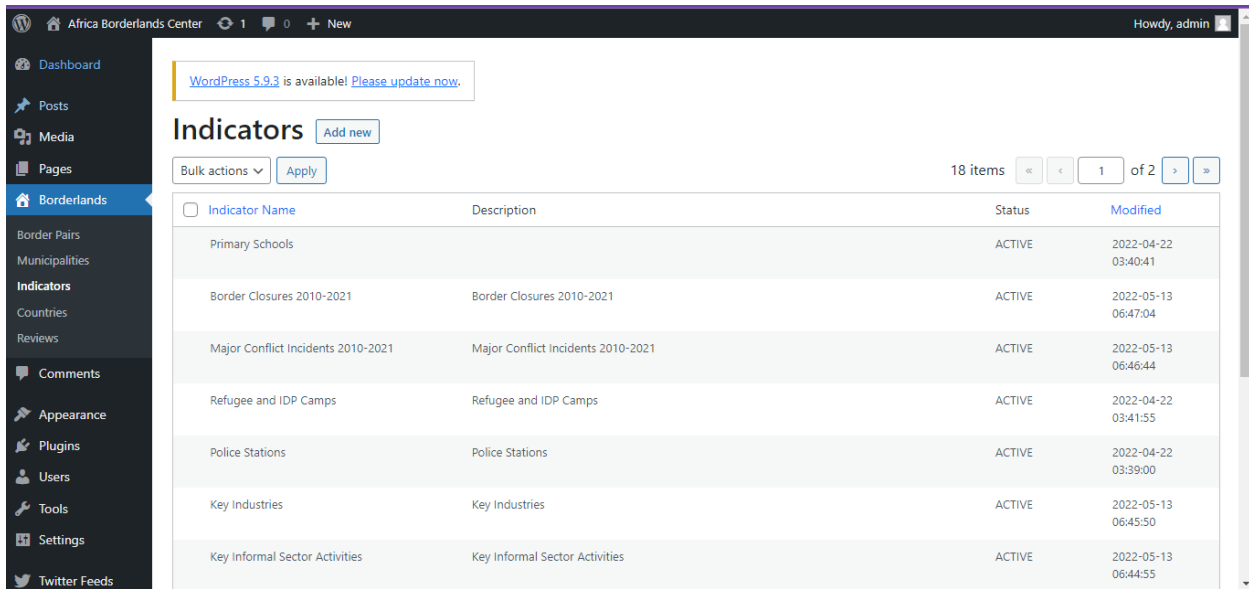 Africa Borderlands Center 1 0 + New Howdy, admin
Dashboard
Posts
Media
Pages
Borderlands
Border Pairs
Municipalities
Indicators
Countries
Reviews
Comments
Appearance
Plugins
Users
Tools
Settings
Twitter Feeds
WordPress 5.9.3 is available! Please update now.
Indicators Add new
Bulk actions Apply 18 items « ‹ 1 of 2 › »
Indicator Name Description Status Modified
Primary Schools ACTIVE 2022-04-22
03:40:41
Border Closures 2010-2021 Border Closures 2010-2021 ACTIVE 2022-05-13
06:47:04
Major Conflict Incidents 2010-2021 Major Conflict Incidents 2010-2021 ACTIVE 2022-05-13
06:46:44
Refugee and IDP Camps Refugee and IDP Camps ACTIVE 2022-04-22
03:41:55
Police Stations Police Stations ACTIVE 2022-04-22
03:39:00
Key Industries Key Industries ACTIVE 2022-05-13
06:45:50
Key Informal Sector Activities Key Informal Sector Activities ACTIVE 2022-05-13
06:44:55